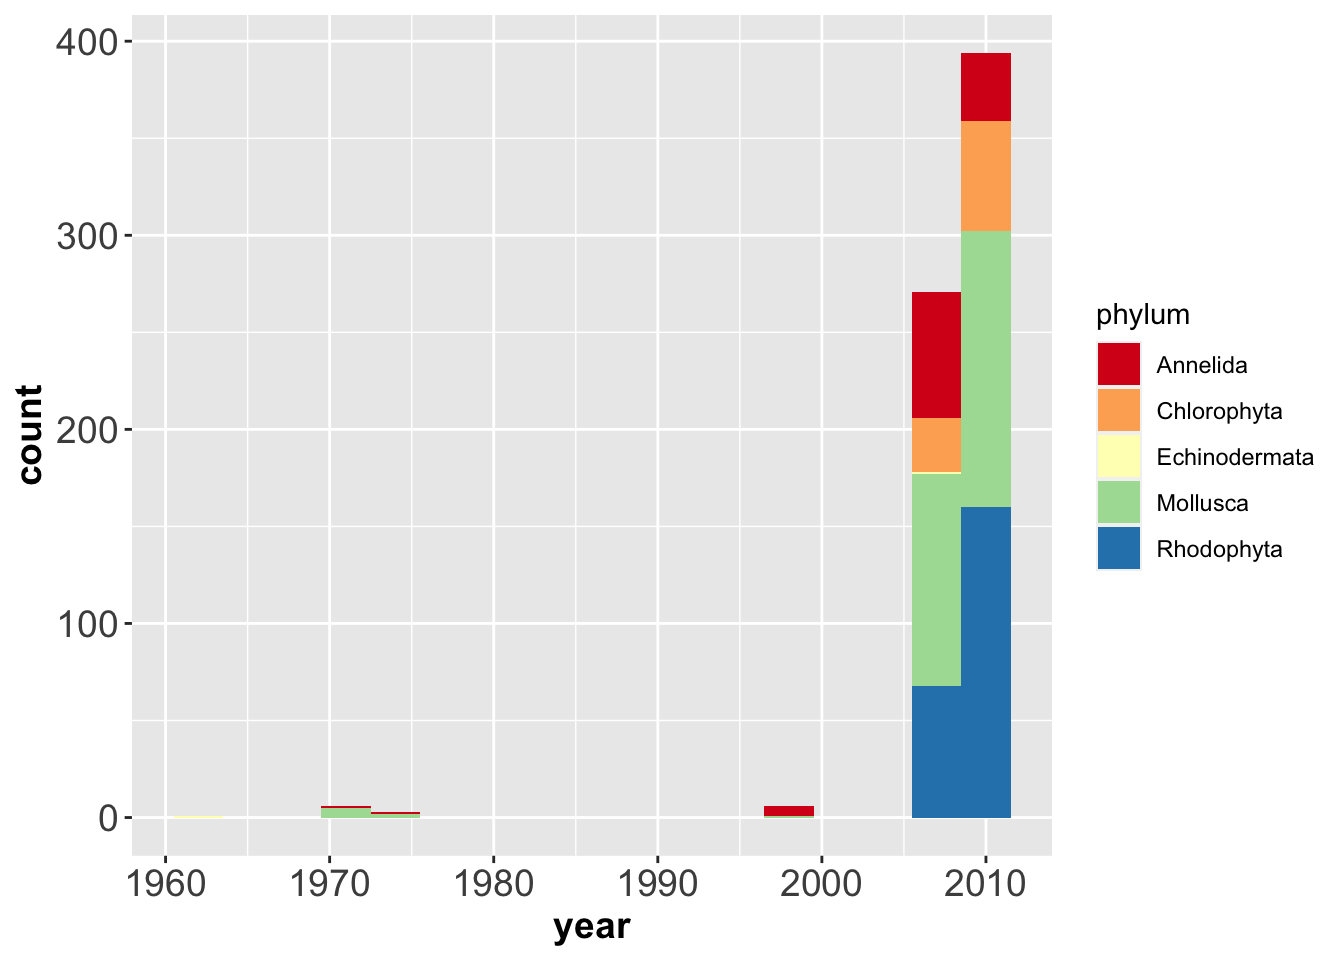 400
300
200
100
0
count
1960 1970 1980 1990 2000 2010
year
phylum
Annelida
Chlorophyta
Echinodermata
Mollusca
Rhodophyta